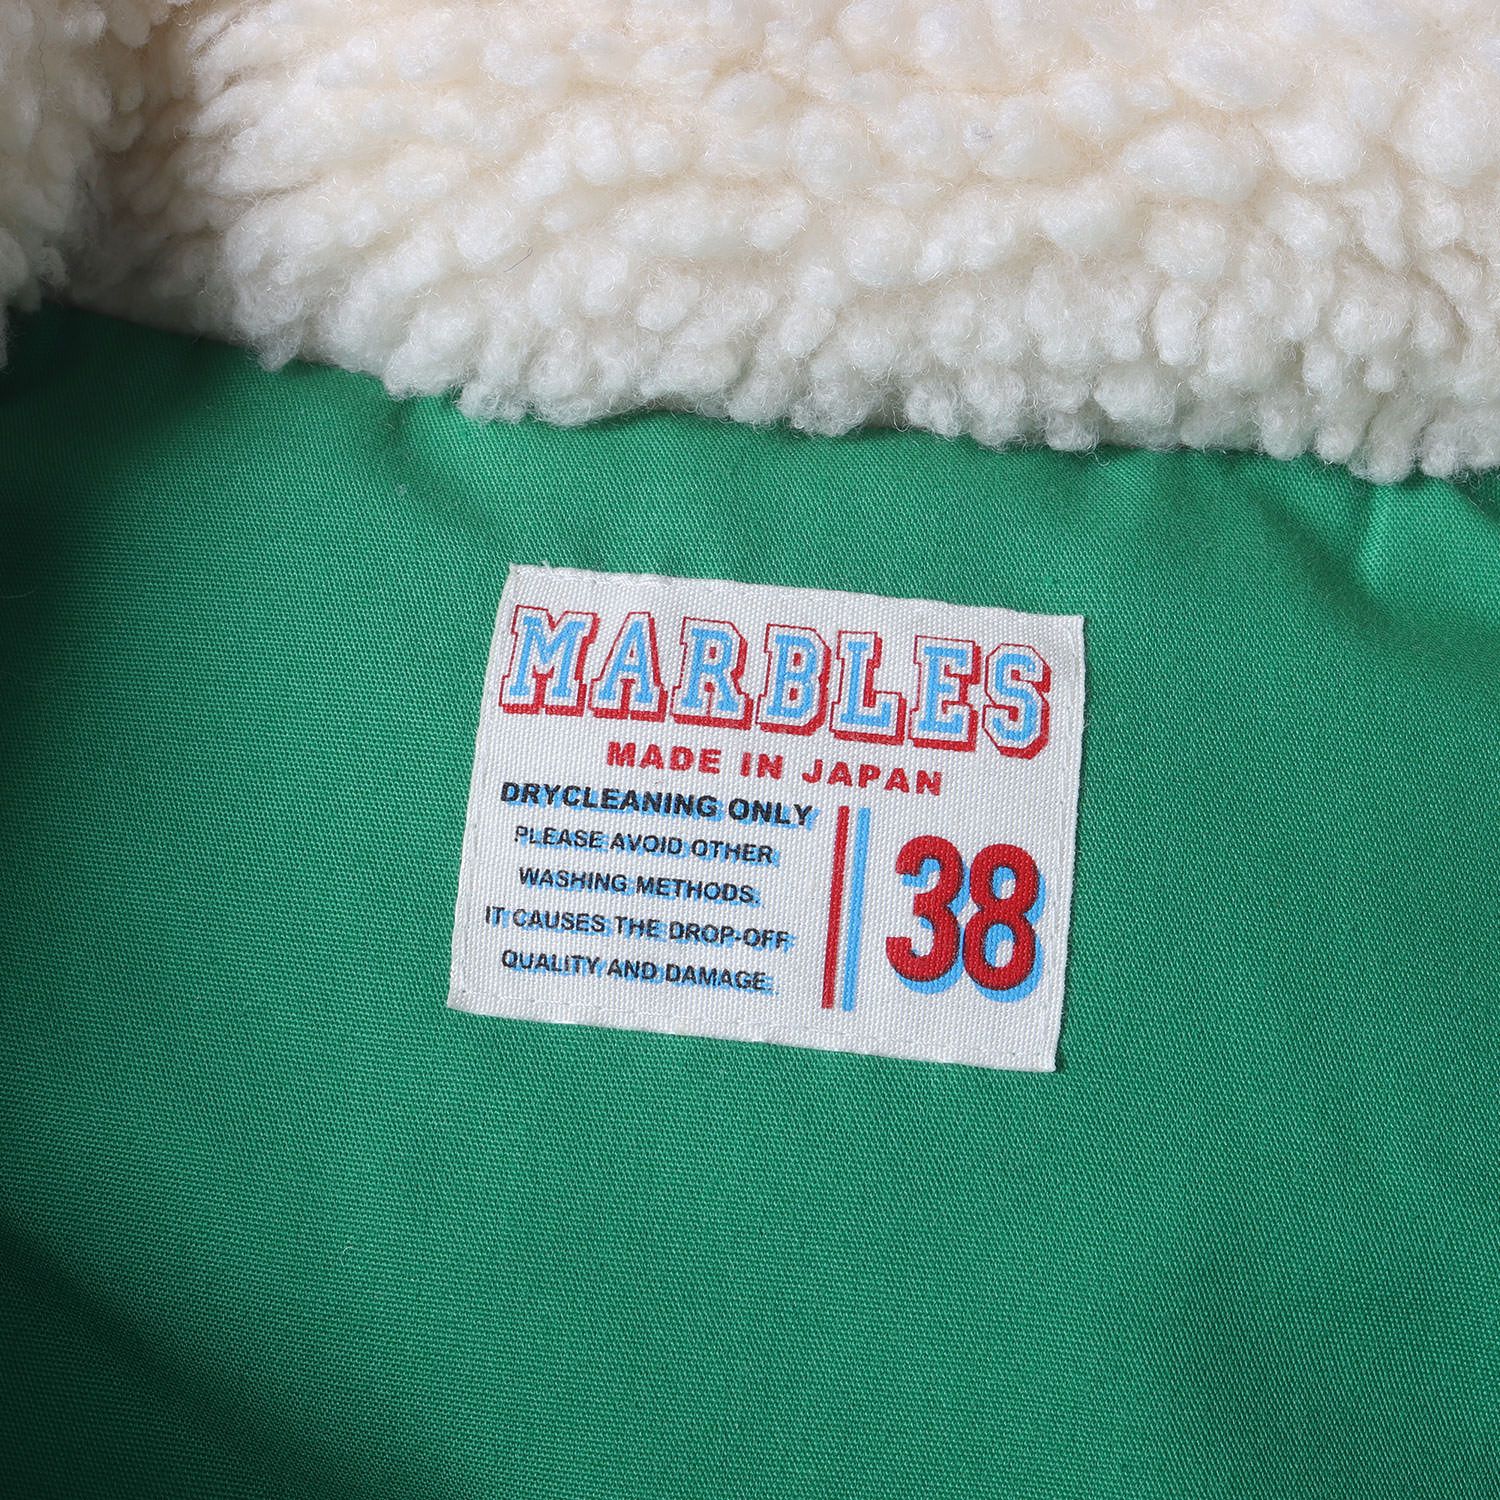 MARBLES
MADE IN JAPAN
DRYCLEANING ONLY
PLEASE AVOID OTHER
WASHING METHODS.
IT CAUSES THE DROP-OFF
QUALITY AND DAMAGE.
38